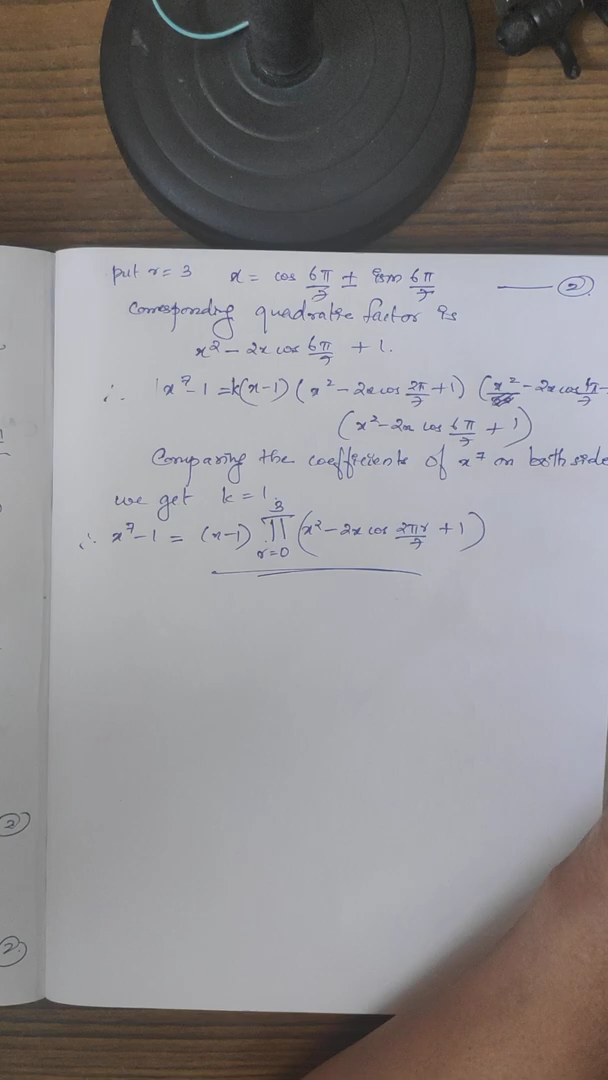 put r = 3 x = cos 6π/7 ± i sin 6π/7 —— (2)
Corresponding quadratic factor is
x² - 2x cos 6π/7 + 1.
∴ x⁷-1 = k(x-1) (x² - 2x cos 2π/7 + 1) (x² - 2x cos 4π/7
(x² - 2x cos 6π/7 + 1)
Comparing the coefficients of x⁷ on both side
we get k = 1.
∴ x⁷-1 = (x-1) ∏_{r=0}^{3} (x² - 2x cos 2πr/7 + 1)
(2)
(2)